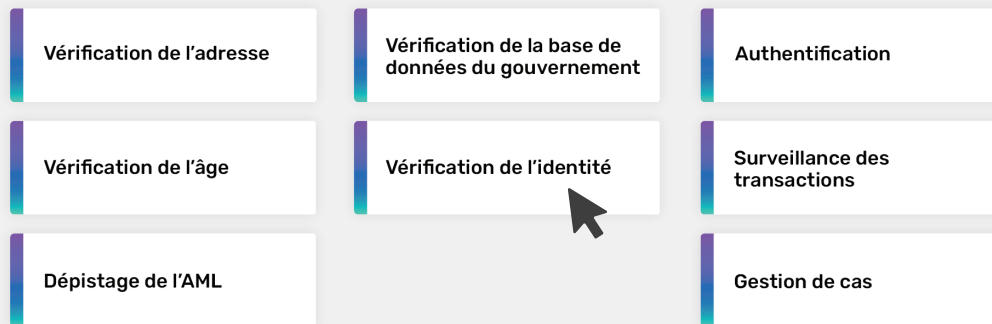 Vérification de l’adresse
Vérification de la base de
données du gouvernement
Authentification
Vérification de l’âge
Vérification de l’identité
Surveillance des
transactions
Dépistage de l’AML
Gestion de cas